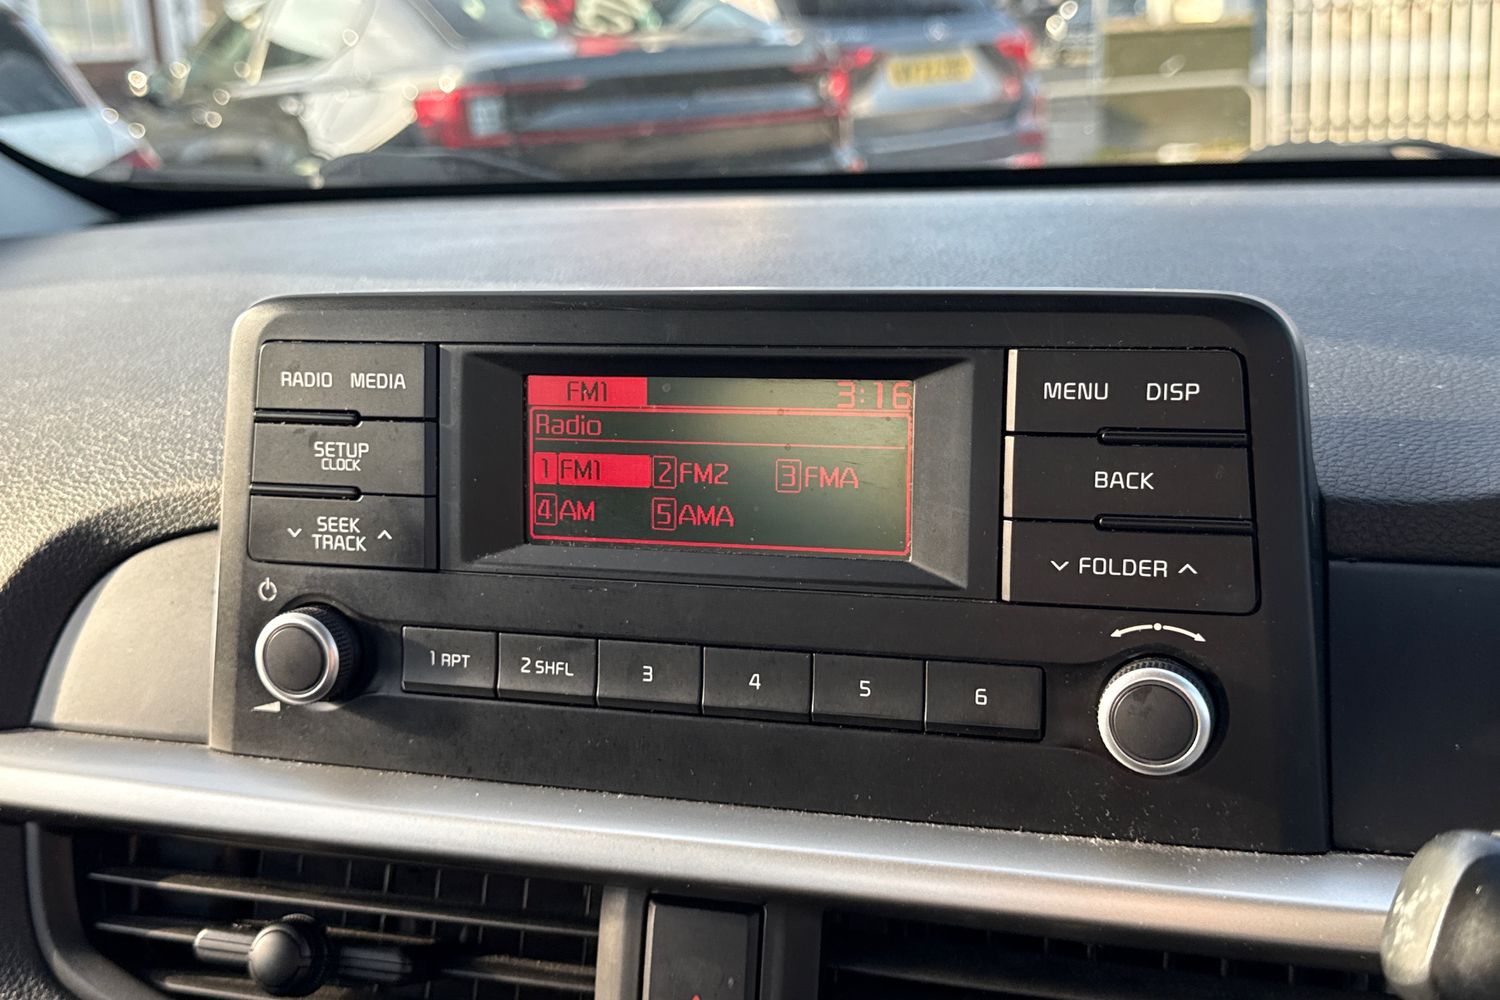 RADIO MEDIA
SETUP
CLOCK
SEEK
TRACK
FM1 3:16
Radio
1 FM1 2 FM2 3 FMA
4 AM 5 AMA
MENU DISP
BACK
FOLDER
1 RPT 2 SHFL 3 4 5 6